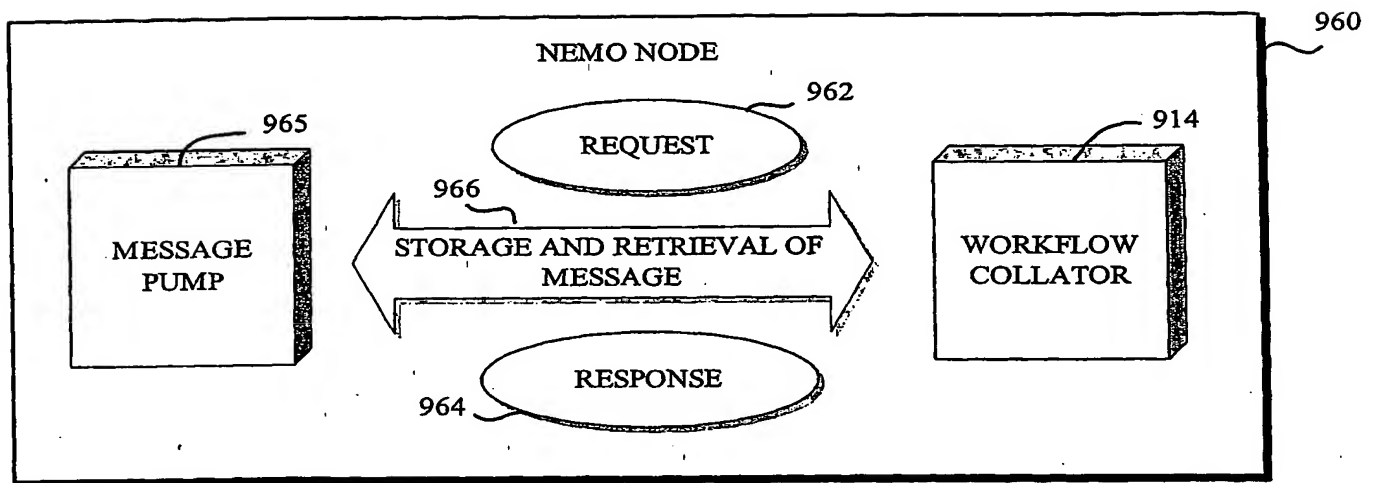 960
NEMO NODE
962
965
REQUEST
914
966
MESSAGE
PUMP
STORAGE AND RETRIEVAL OF
MESSAGE
WORKFLOW
COLLATOR
RESPONSE
964